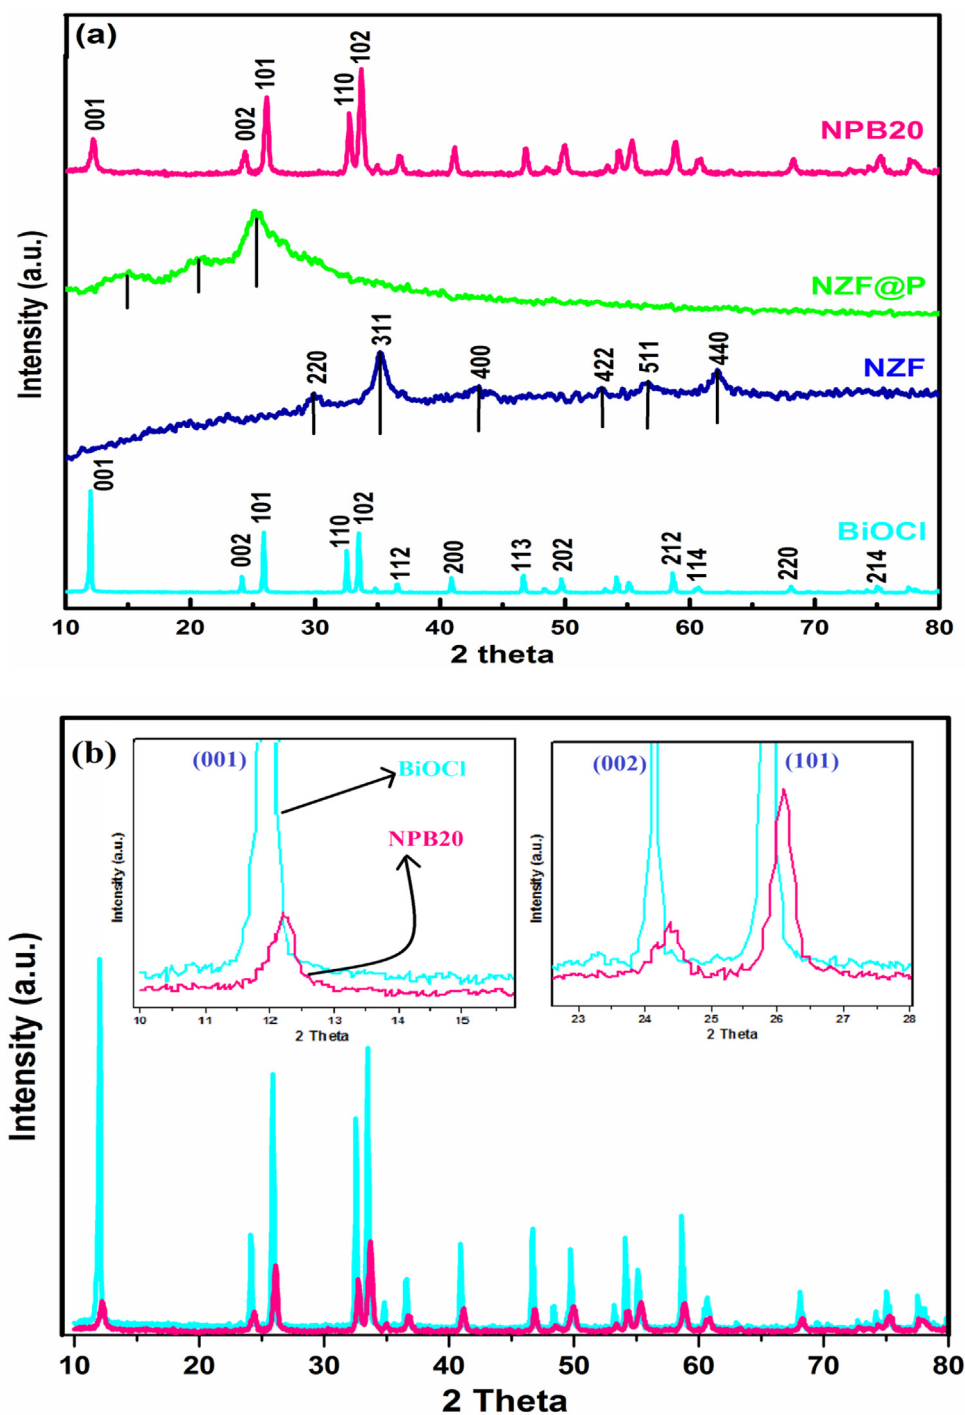 (a)
Intensity (a.u.)
001
002
101
110
102
NPB20
NZF@P
220
311
400
422
511
440
NZF
001
002
101
110
102
112
200
113
202
212
114
220
214
BiOCl
10 20 30 40 50 60 70 80
2 theta
(b)
Intensity (a.u.)
(001)
BiOCl
NPB20
Intensity (a.u.)
10 11 12 13 14 15
2 Theta
(002)
(101)
Intensity (a.u.)
23 24 25 26 27 28
2 Theta
10 20 30 40 50 60 70 80
2 Theta